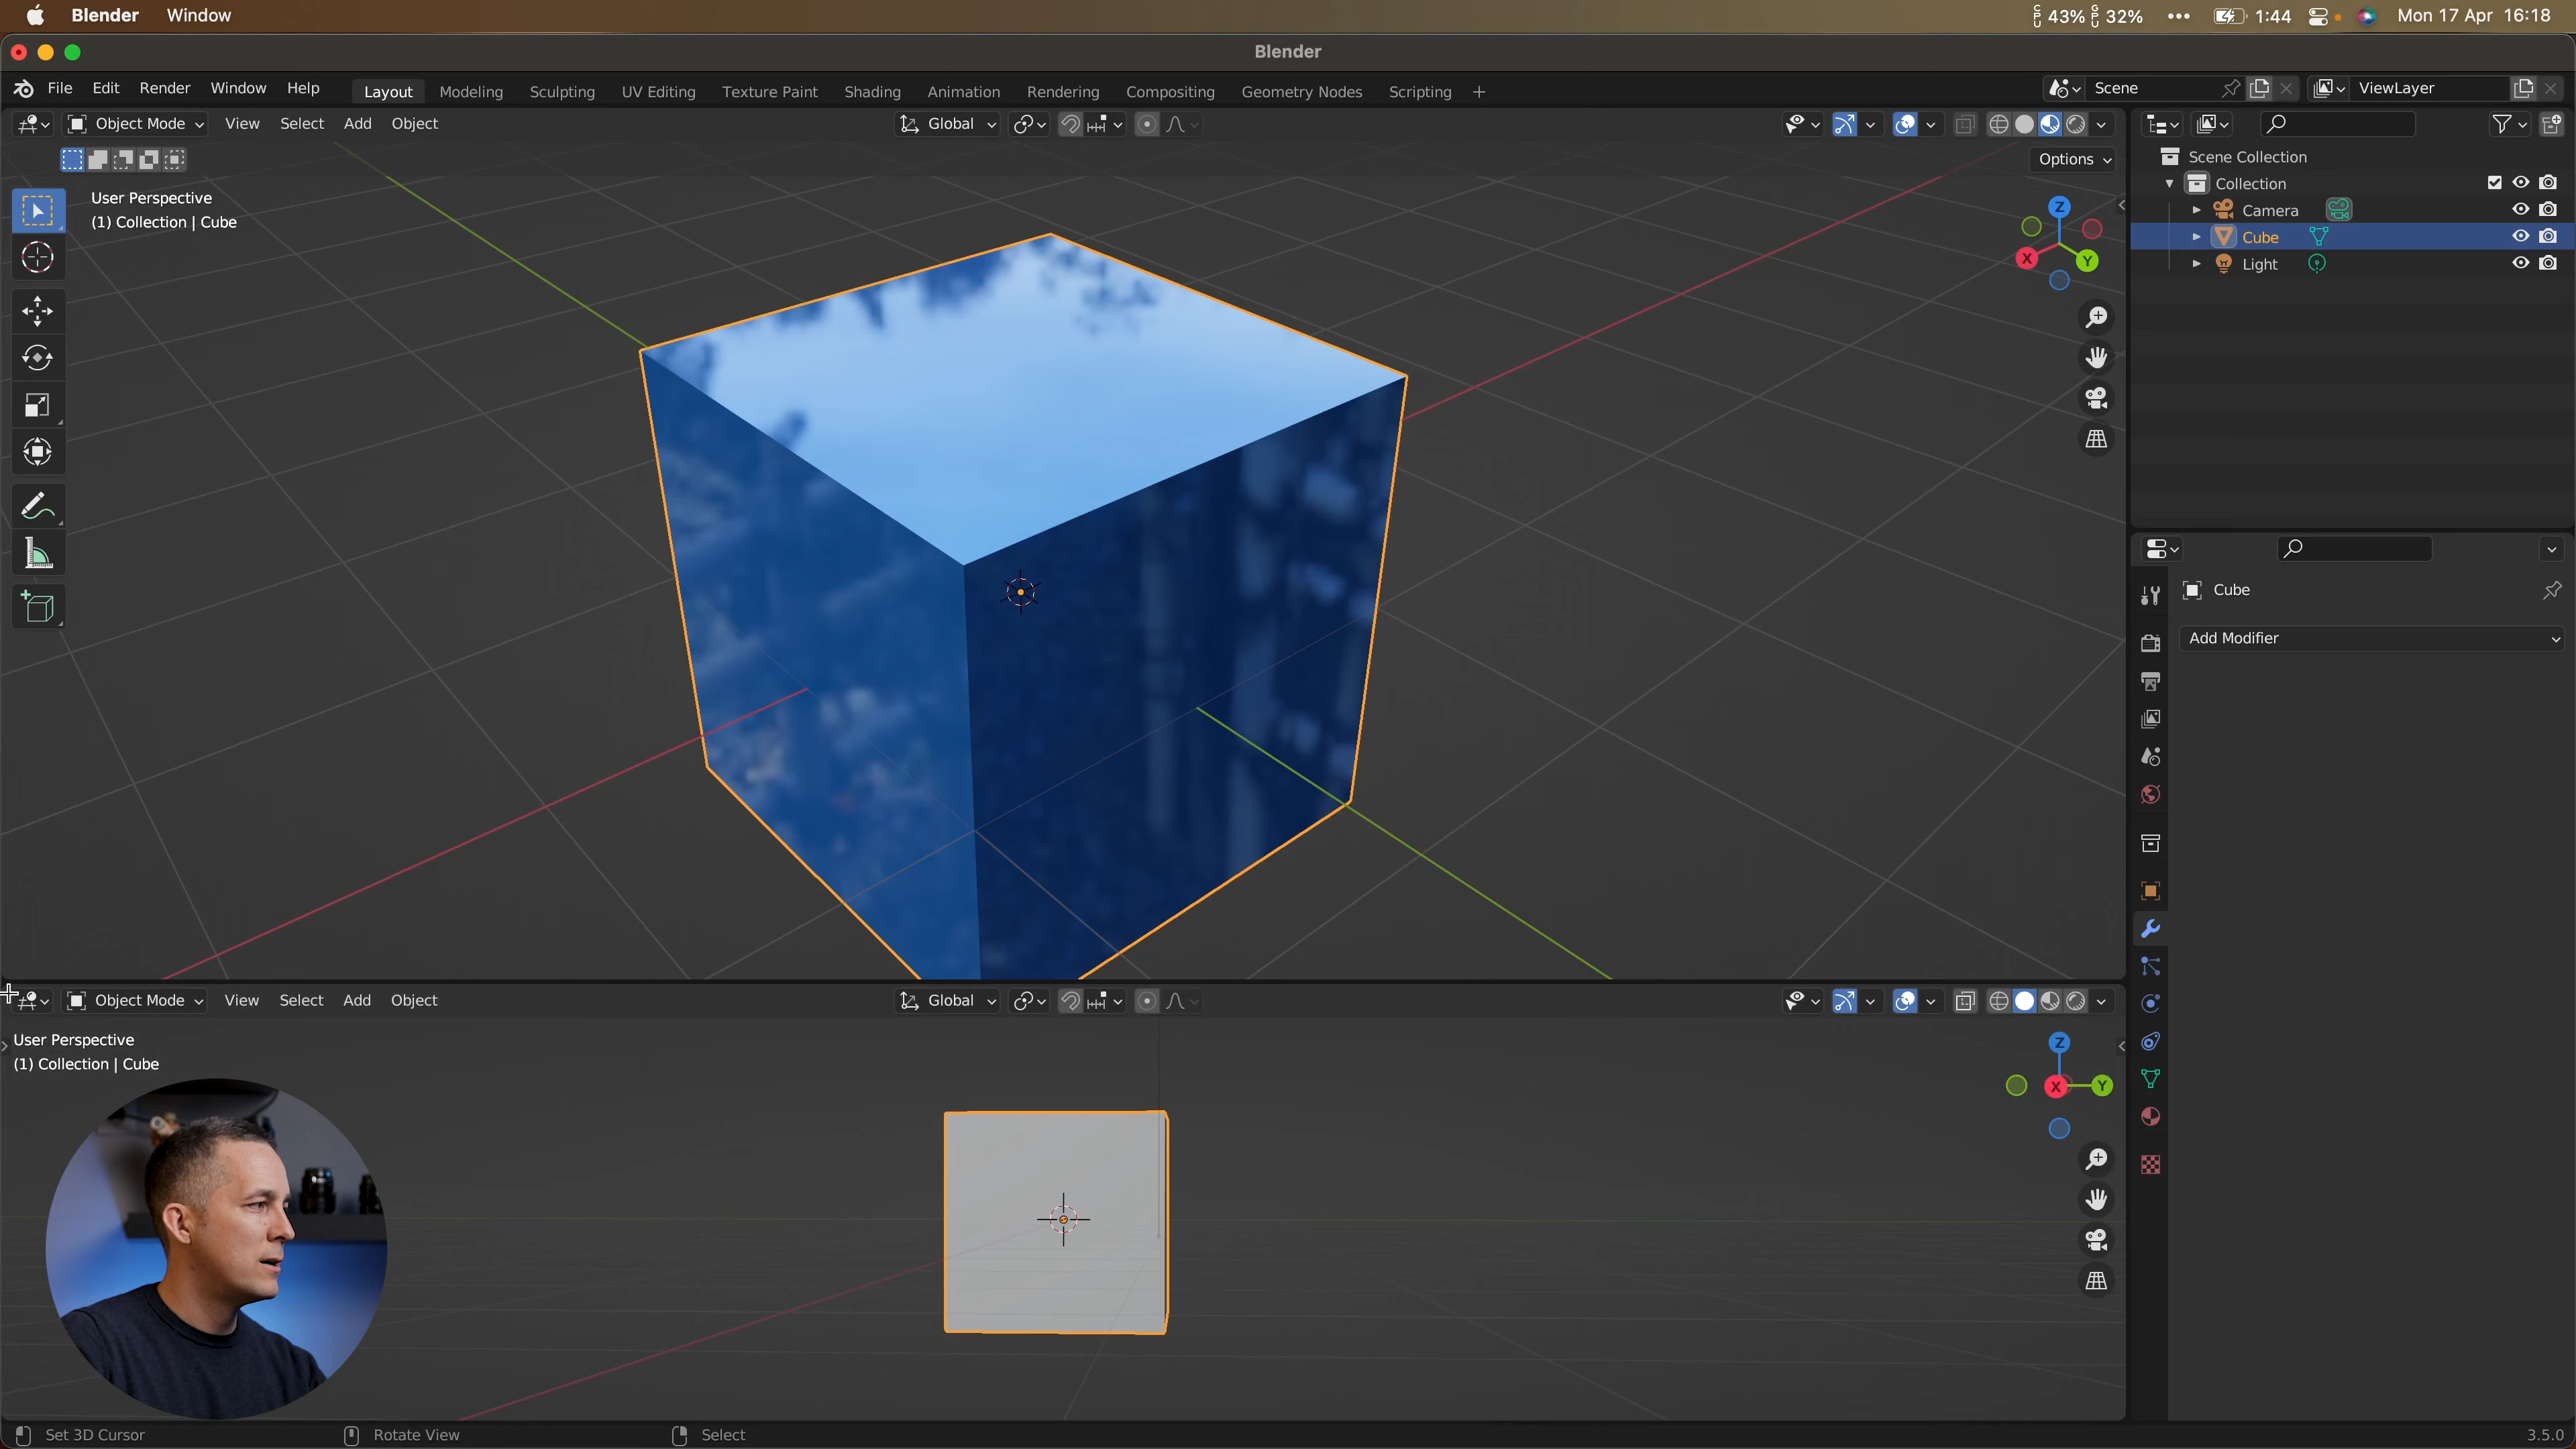 Blender Window
CPU 43% GPU 32% ••• 1:44 Mon 17 Apr 16:18
Blender
File Edit Render Window Help Layout Modeling Sculpting UV Editing Texture Paint Shading Animation Rendering Compositing Geometry Nodes Scripting + Scene ViewLayer
Object Mode View Select Add Object Global
Options
User Perspective
(1) Collection | Cube
Z
X
Y
Scene Collection
Collection
Camera
Cube
Light
Cube
Add Modifier
Object Mode View Select Add Object Global
User Perspective
(1) Collection | Cube
Z
X
Y
Set 3D Cursor Rotate View Select 3.5.0